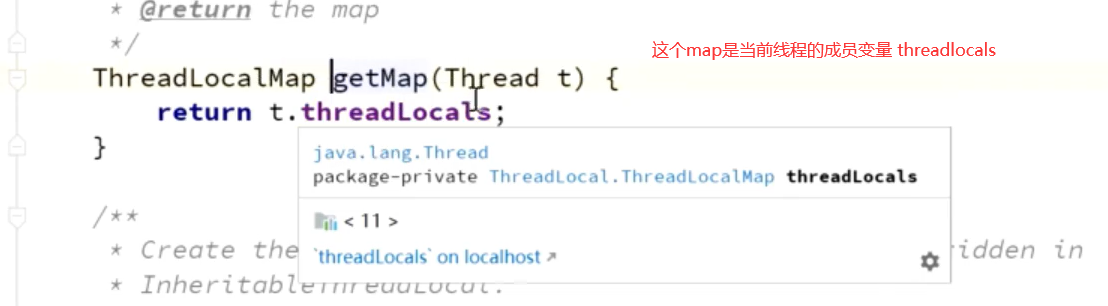 * @return the map
*/
这个map是当前线程的成员变量 threadlocals
ThreadLocalMap getMap(Thread t) {
return t.threadLocals;
}
java.lang.Thread
package-private ThreadLocal.ThreadLocalMap threadLocals
< 11 >
`threadLocals` on localhost ↗
/**
* Create the idden in
* InheritableThreadLocal.